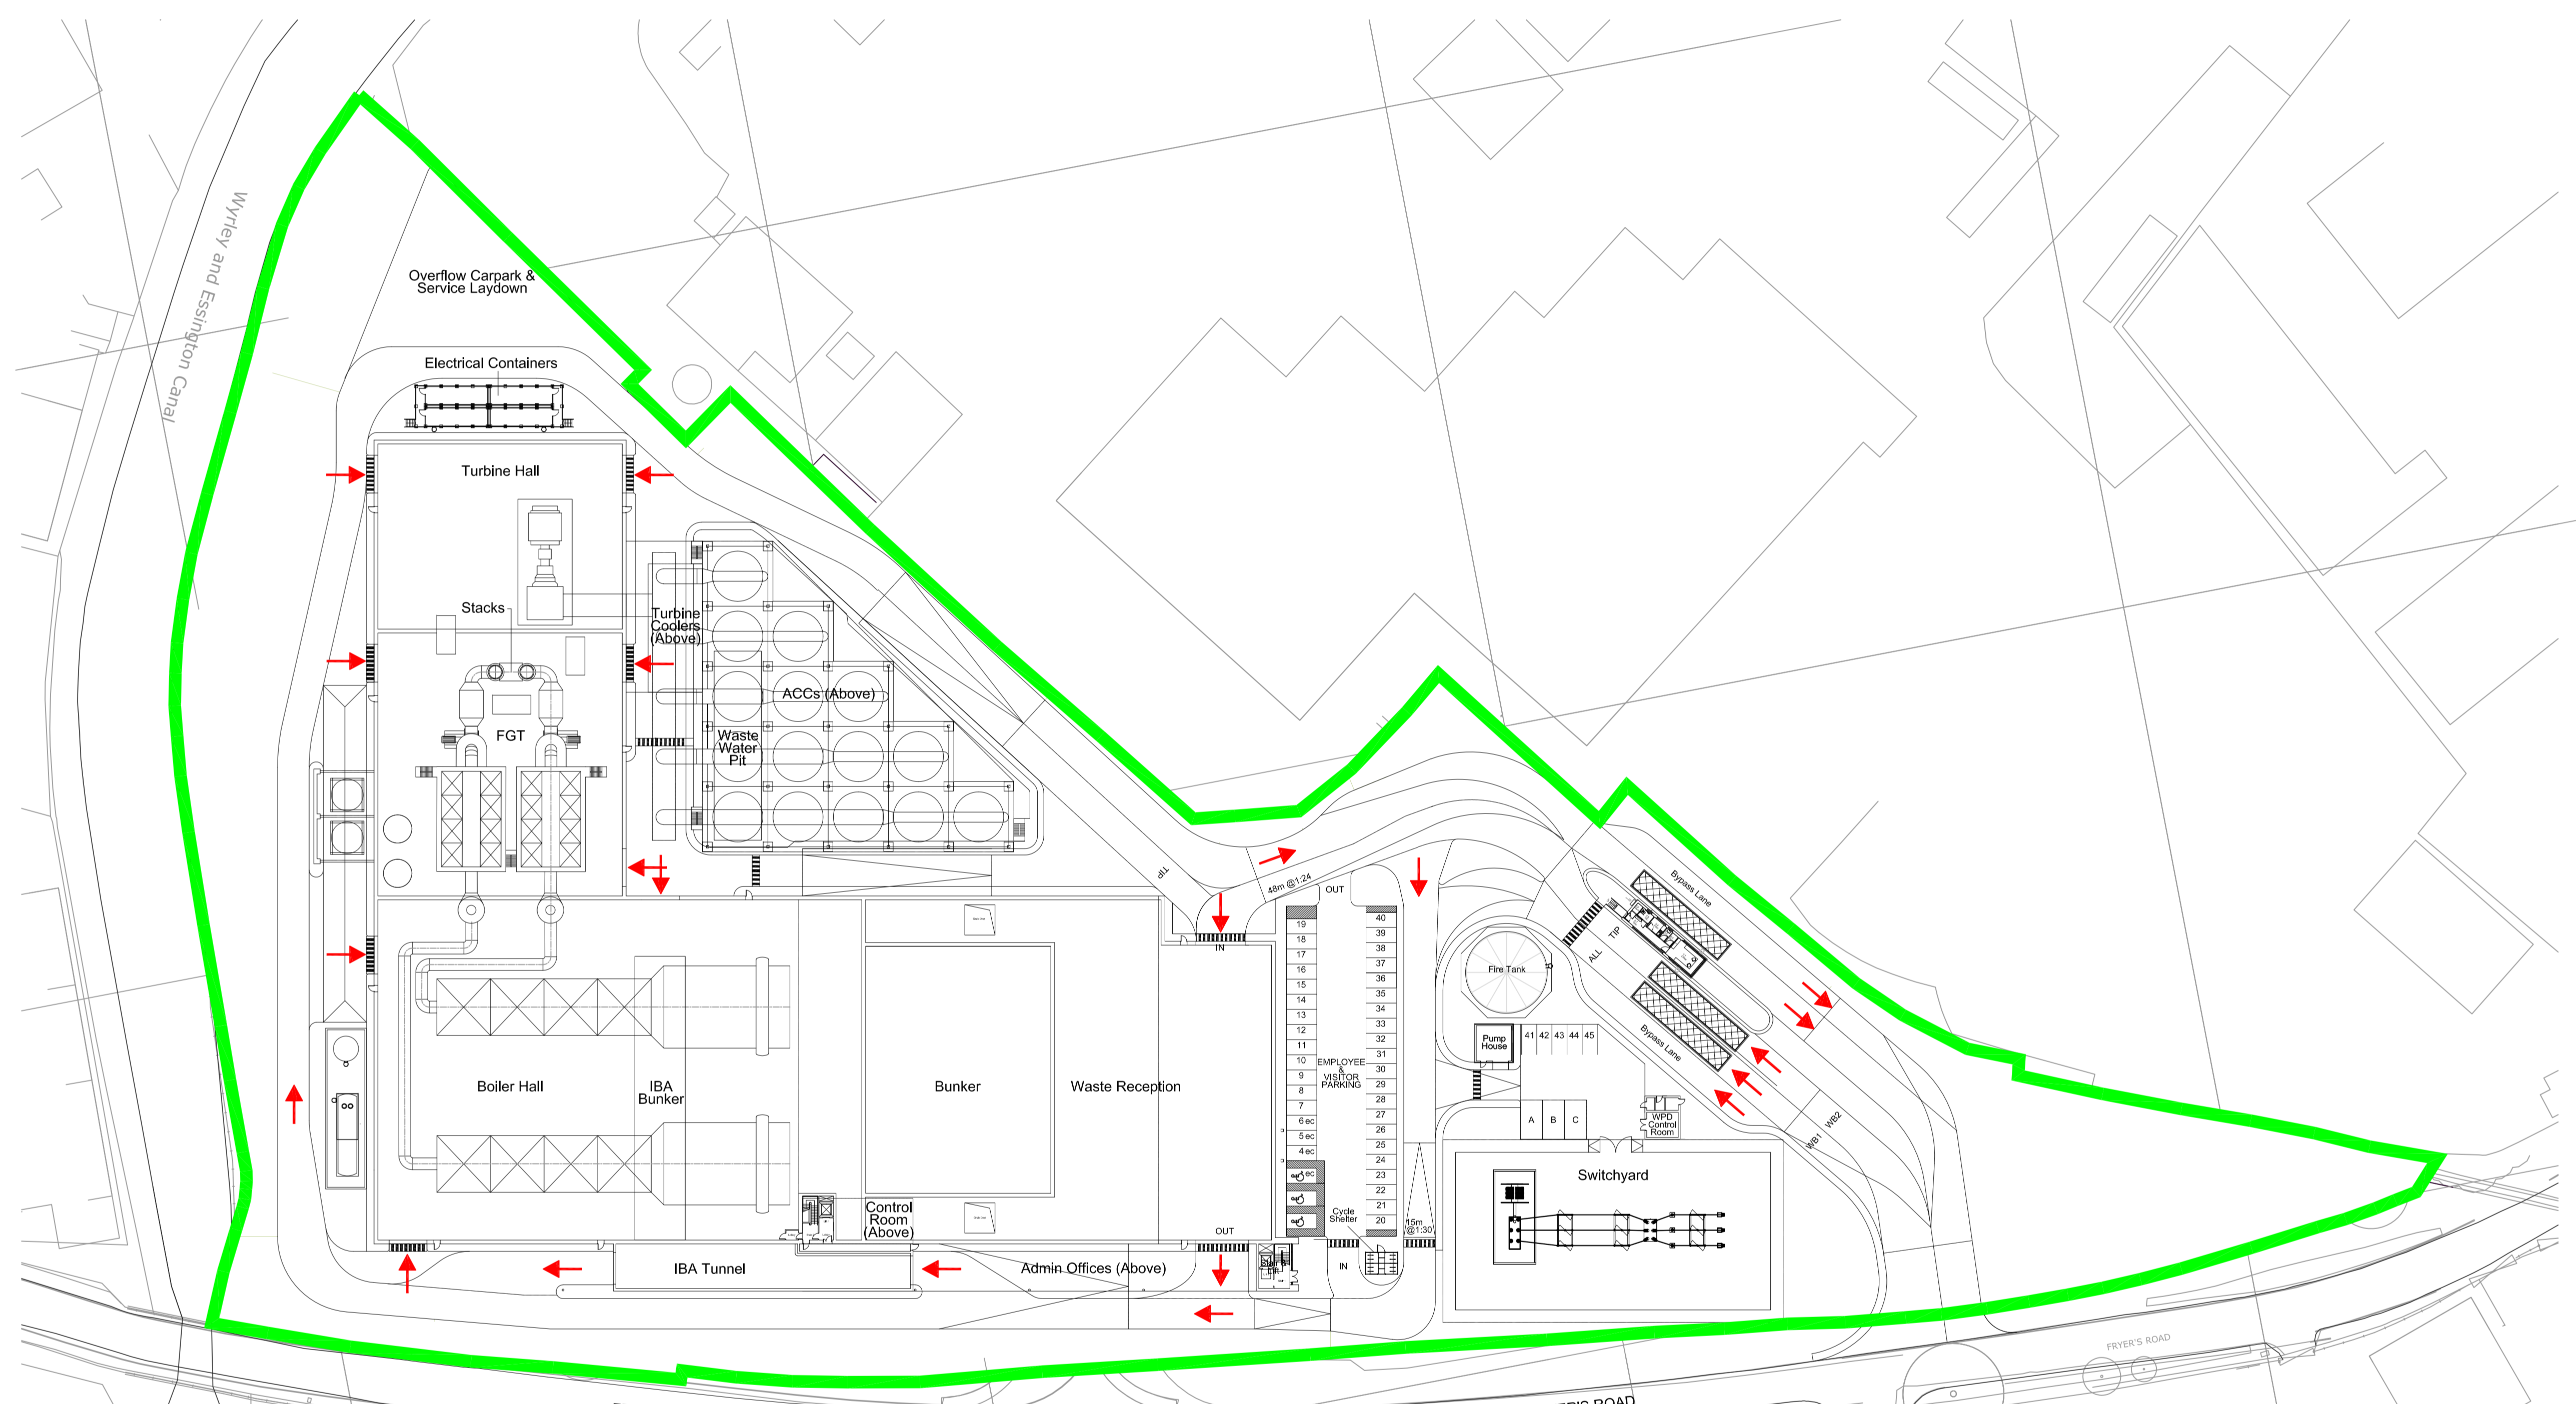 Wyrley and Essington Canal
Overflow Carpark &
Service Laydown
Electrical Containers
Turbine Hall
Stacks
Turbine
Coolers
(Above)
ACCs (Above)
FGT
Waste
Water
Pit
TIP
48m @1:24
OUT
IN
19
18
17
16
15
14
13
12
11
10
9
8
7
6 ec
5 ec
4 ec
ec
40
39
38
37
36
35
34
33
32
31
30
29
28
27
26
25
24
23
22
21
20
EMPLOYEE
&
VISITOR
PARKING
Cycle
Shelter
15m
@1:30
IN
OUT
Fire Tank
Pump
House
41 42 43 44 45
A B C
WPD
Control
Room
Switchyard
Bypass Lane
TIP
ALL
Bypass Lane
WB1
WB2
Boiler Hall
IBA
Bunker
Bunker
Waste Reception
Control
Room
(Above)
IBA Tunnel
Admin Offices (Above)
FRYER'S ROAD